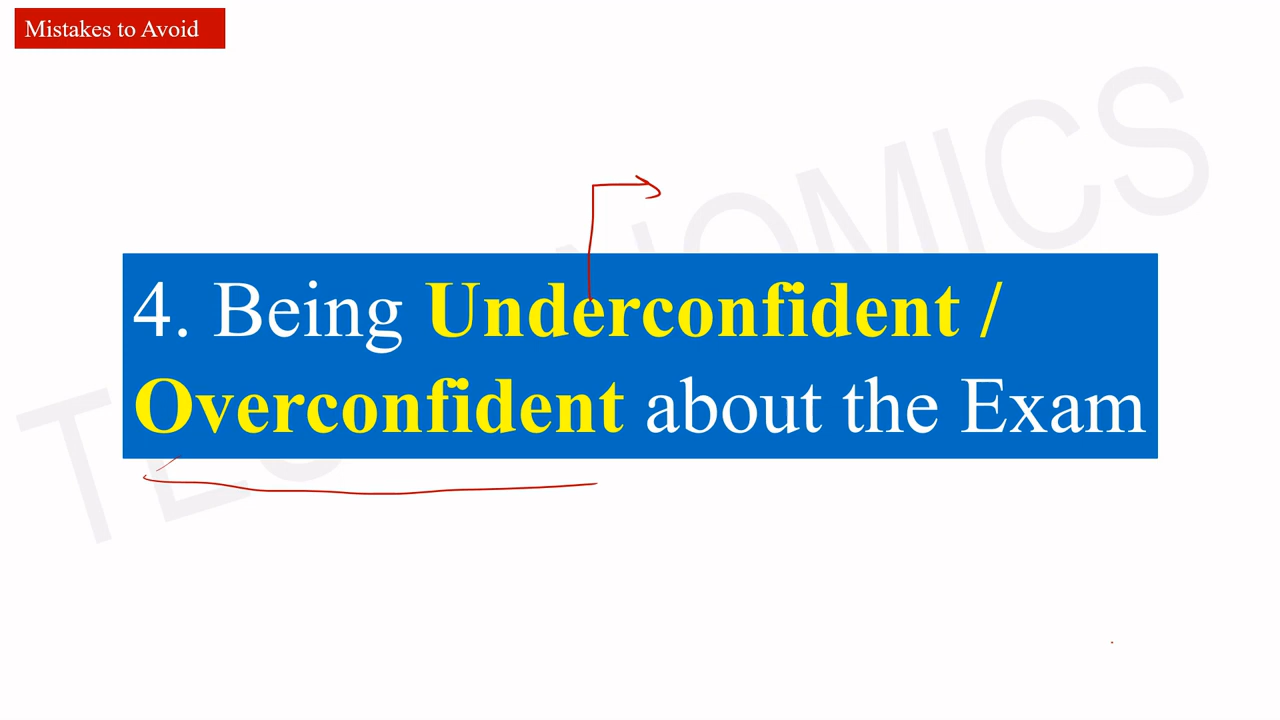 Mistakes to Avoid
4. Being Underconfident /
Overconfident about the Exam